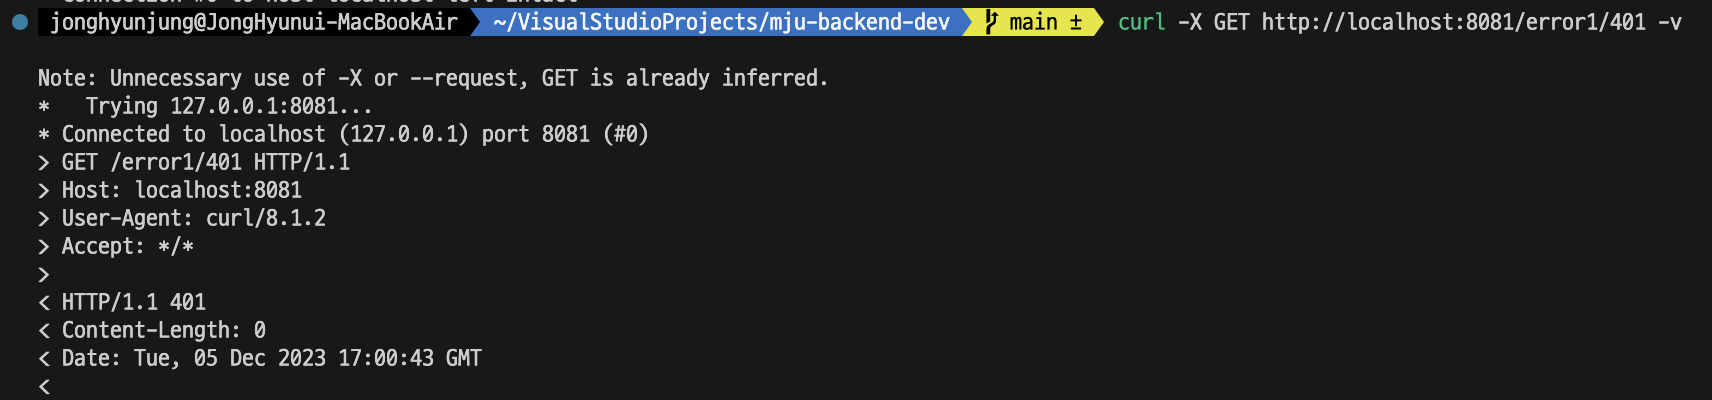 jonghyunjung@JongHyunui-MacBookAir ~/VisualStudioProjects/mju-backend-dev main ± curl -X GET http://localhost:8081/error1/401 -v
Note: Unnecessary use of -X or --request, GET is already inferred.
*   Trying 127.0.0.1:8081...
* Connected to localhost (127.0.0.1) port 8081 (#0)
> GET /error1/401 HTTP/1.1
> Host: localhost:8081
> User-Agent: curl/8.1.2
> Accept: */*
>
< HTTP/1.1 401
< Content-Length: 0
< Date: Tue, 05 Dec 2023 17:00:43 GMT
<